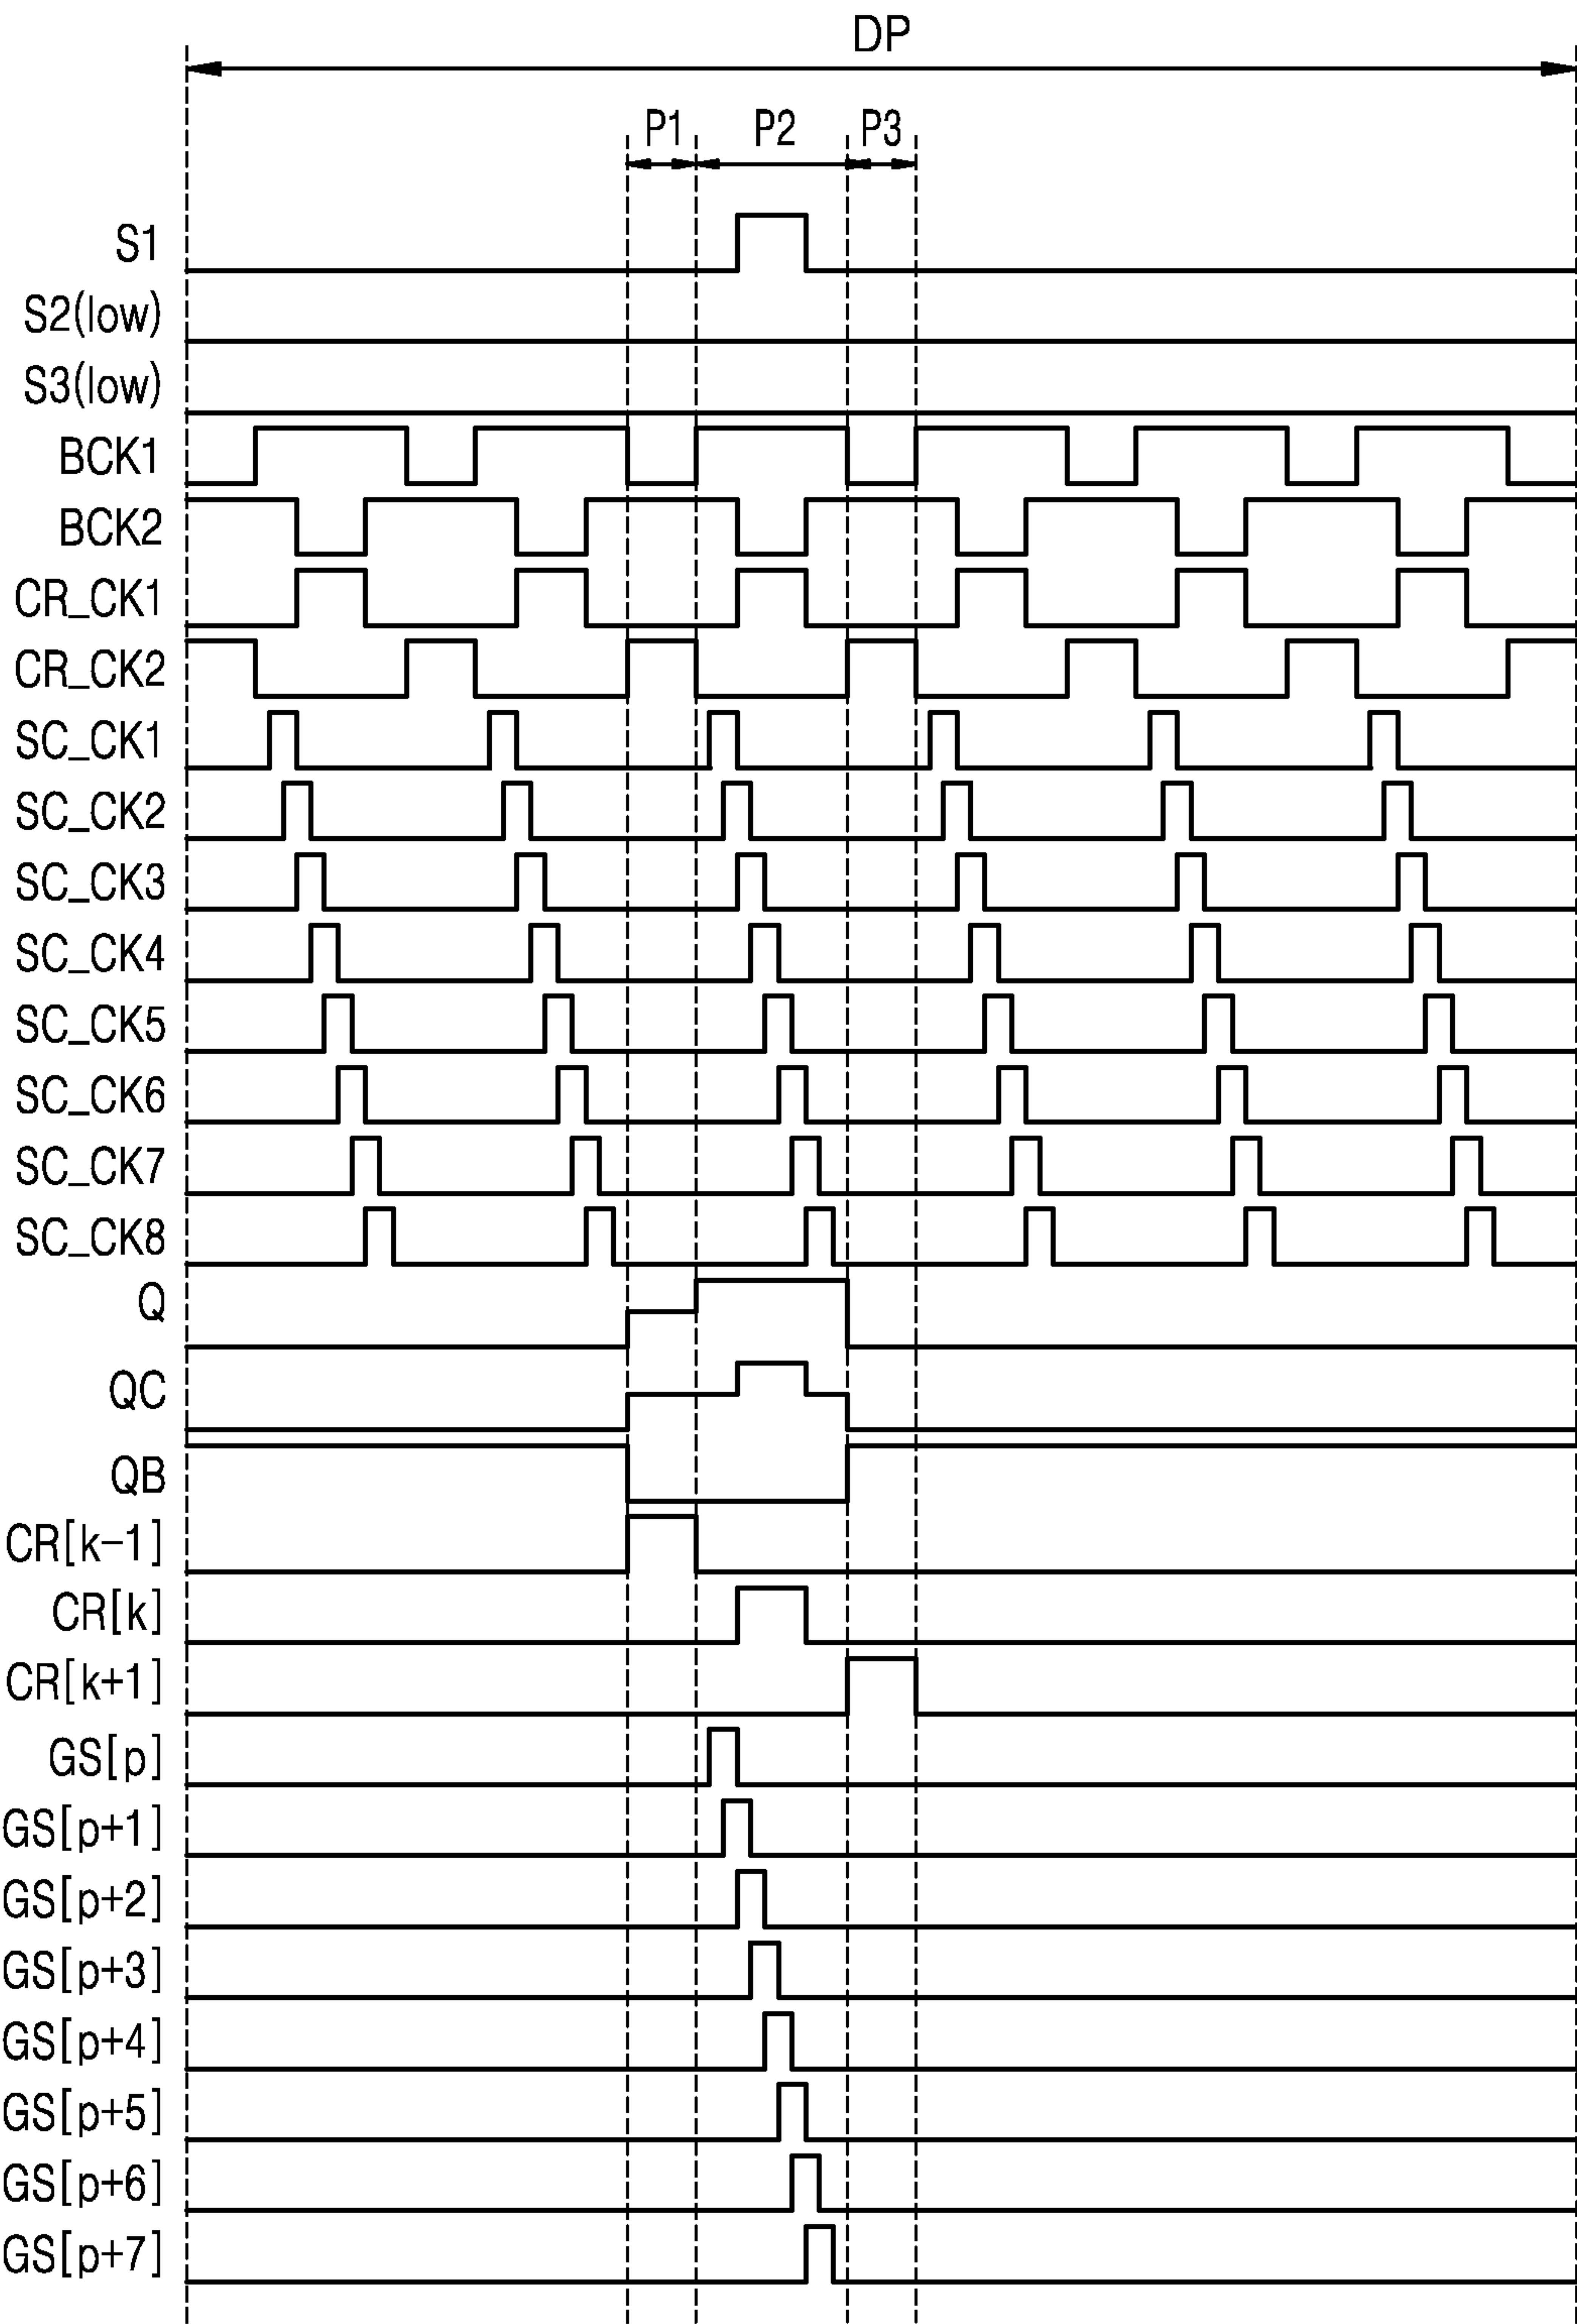 DP
P1 P2 P3
S1
S2(low)
S3(low)
BCK1
BCK2
CR_CK1
CR_CK2
SC_CK1
SC_CK2
SC_CK3
SC_CK4
SC_CK5
SC_CK6
SC_CK7
SC_CK8
Q
QC
QB
CR[k-1]
CR[k]
CR[k+1]
GS[p]
GS[p+1]
GS[p+2]
GS[p+3]
GS[p+4]
GS[p+5]
GS[p+6]
GS[p+7]